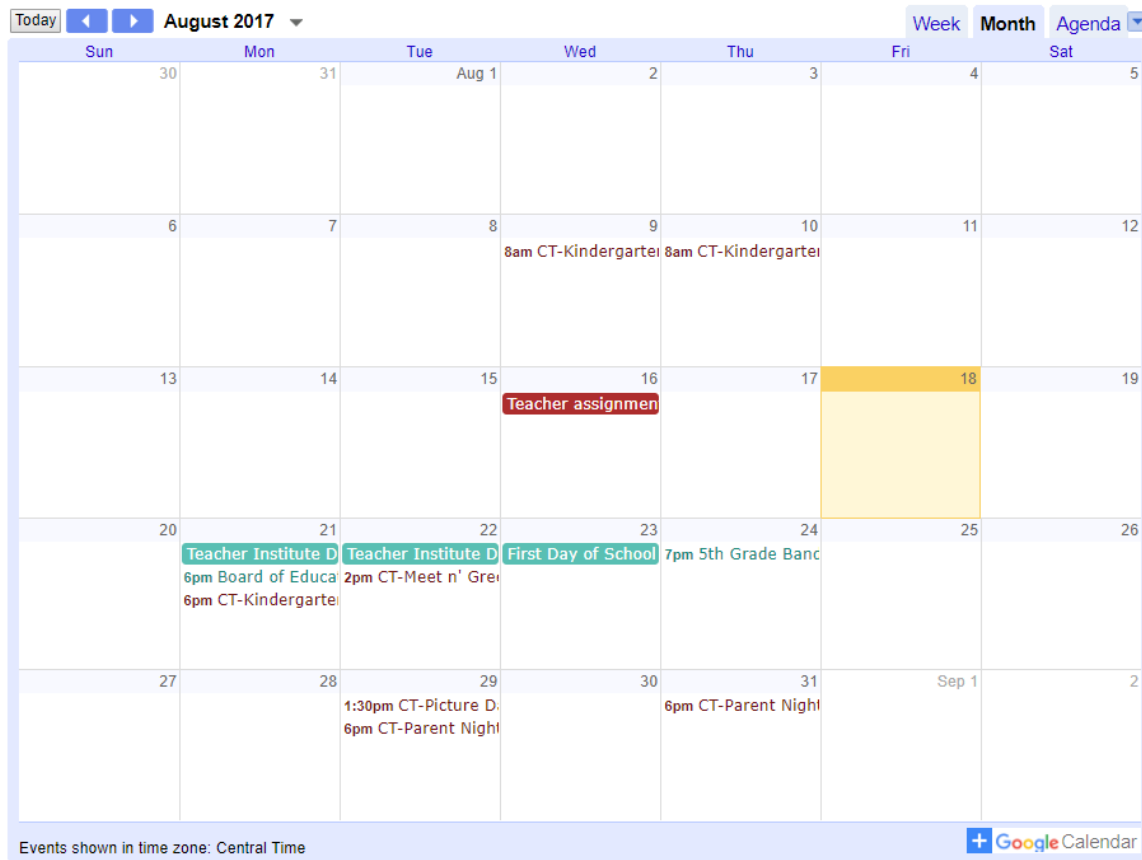 Today August 2017 Week Month Agenda
Sun Mon Tue Wed Thu Fri Sat
30 31 Aug 1 2 3 4 5
6 7 8 9 10 11 12
8am CT-Kindergarte 8am CT-Kindergarte
13 14 15 16 17 18 19
Teacher assignmen
20 21 22 23 24 25 26
Teacher Institute D Teacher Institute D First Day of School 7pm 5th Grade Band
6pm Board of Educa 2pm CT-Meet n' Gre
6pm CT-Kindergarte
27 28 29 30 31 Sep 1 2
1:30pm CT-Picture D 6pm CT-Parent Night
6pm CT-Parent Night
Events shown in time zone: Central Time
Google Calendar